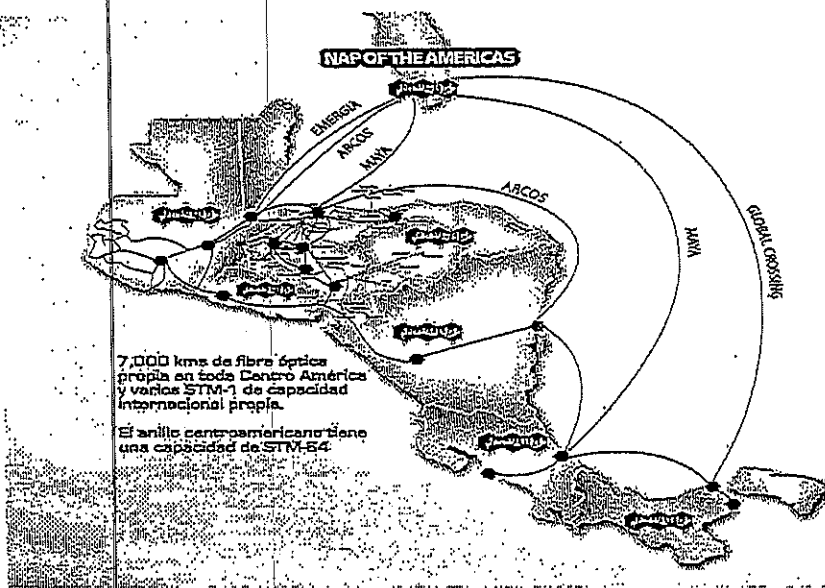 NAP OF THE AMERICAS
EMERGIA
ARCOS
MAYA
ARCOS
MAYA
GLOBAL CROSSING
7,000 kms de fibra óptica
propia en toda Centro América
y varios STM-1 de capacidad
internacional propia.
El anillo centroamericano tiene
una capacidad de STM-64